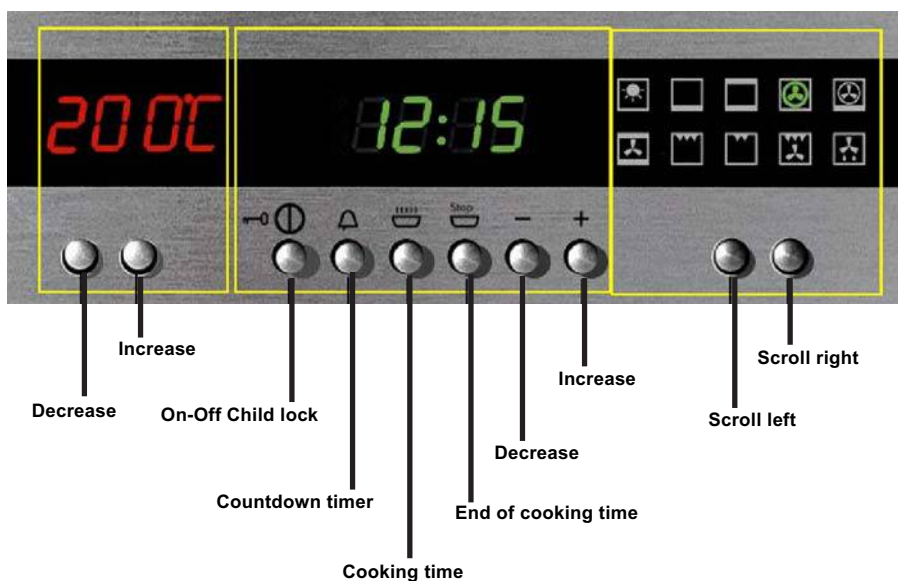 200°C
12:15
Stop
- +
Increase
Scroll right
Decrease
On-Off Child lock
Increase
Scroll left
Decrease
Countdown timer
End of cooking time
Cooking time